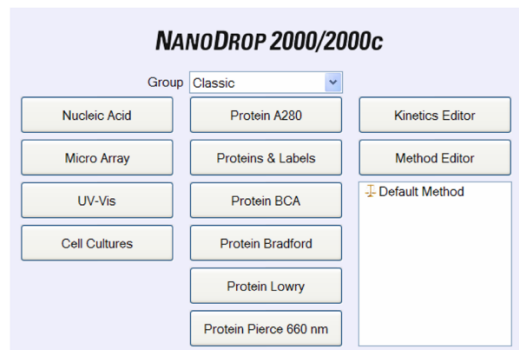 NANODROP 2000/2000c
Group Classic
Nucleic Acid Protein A280 Kinetics Editor
Micro Array Proteins & Labels Method Editor
UV-Vis Protein BCA Default Method
Cell Cultures Protein Bradford
Protein Lowry
Protein Pierce 660 nm